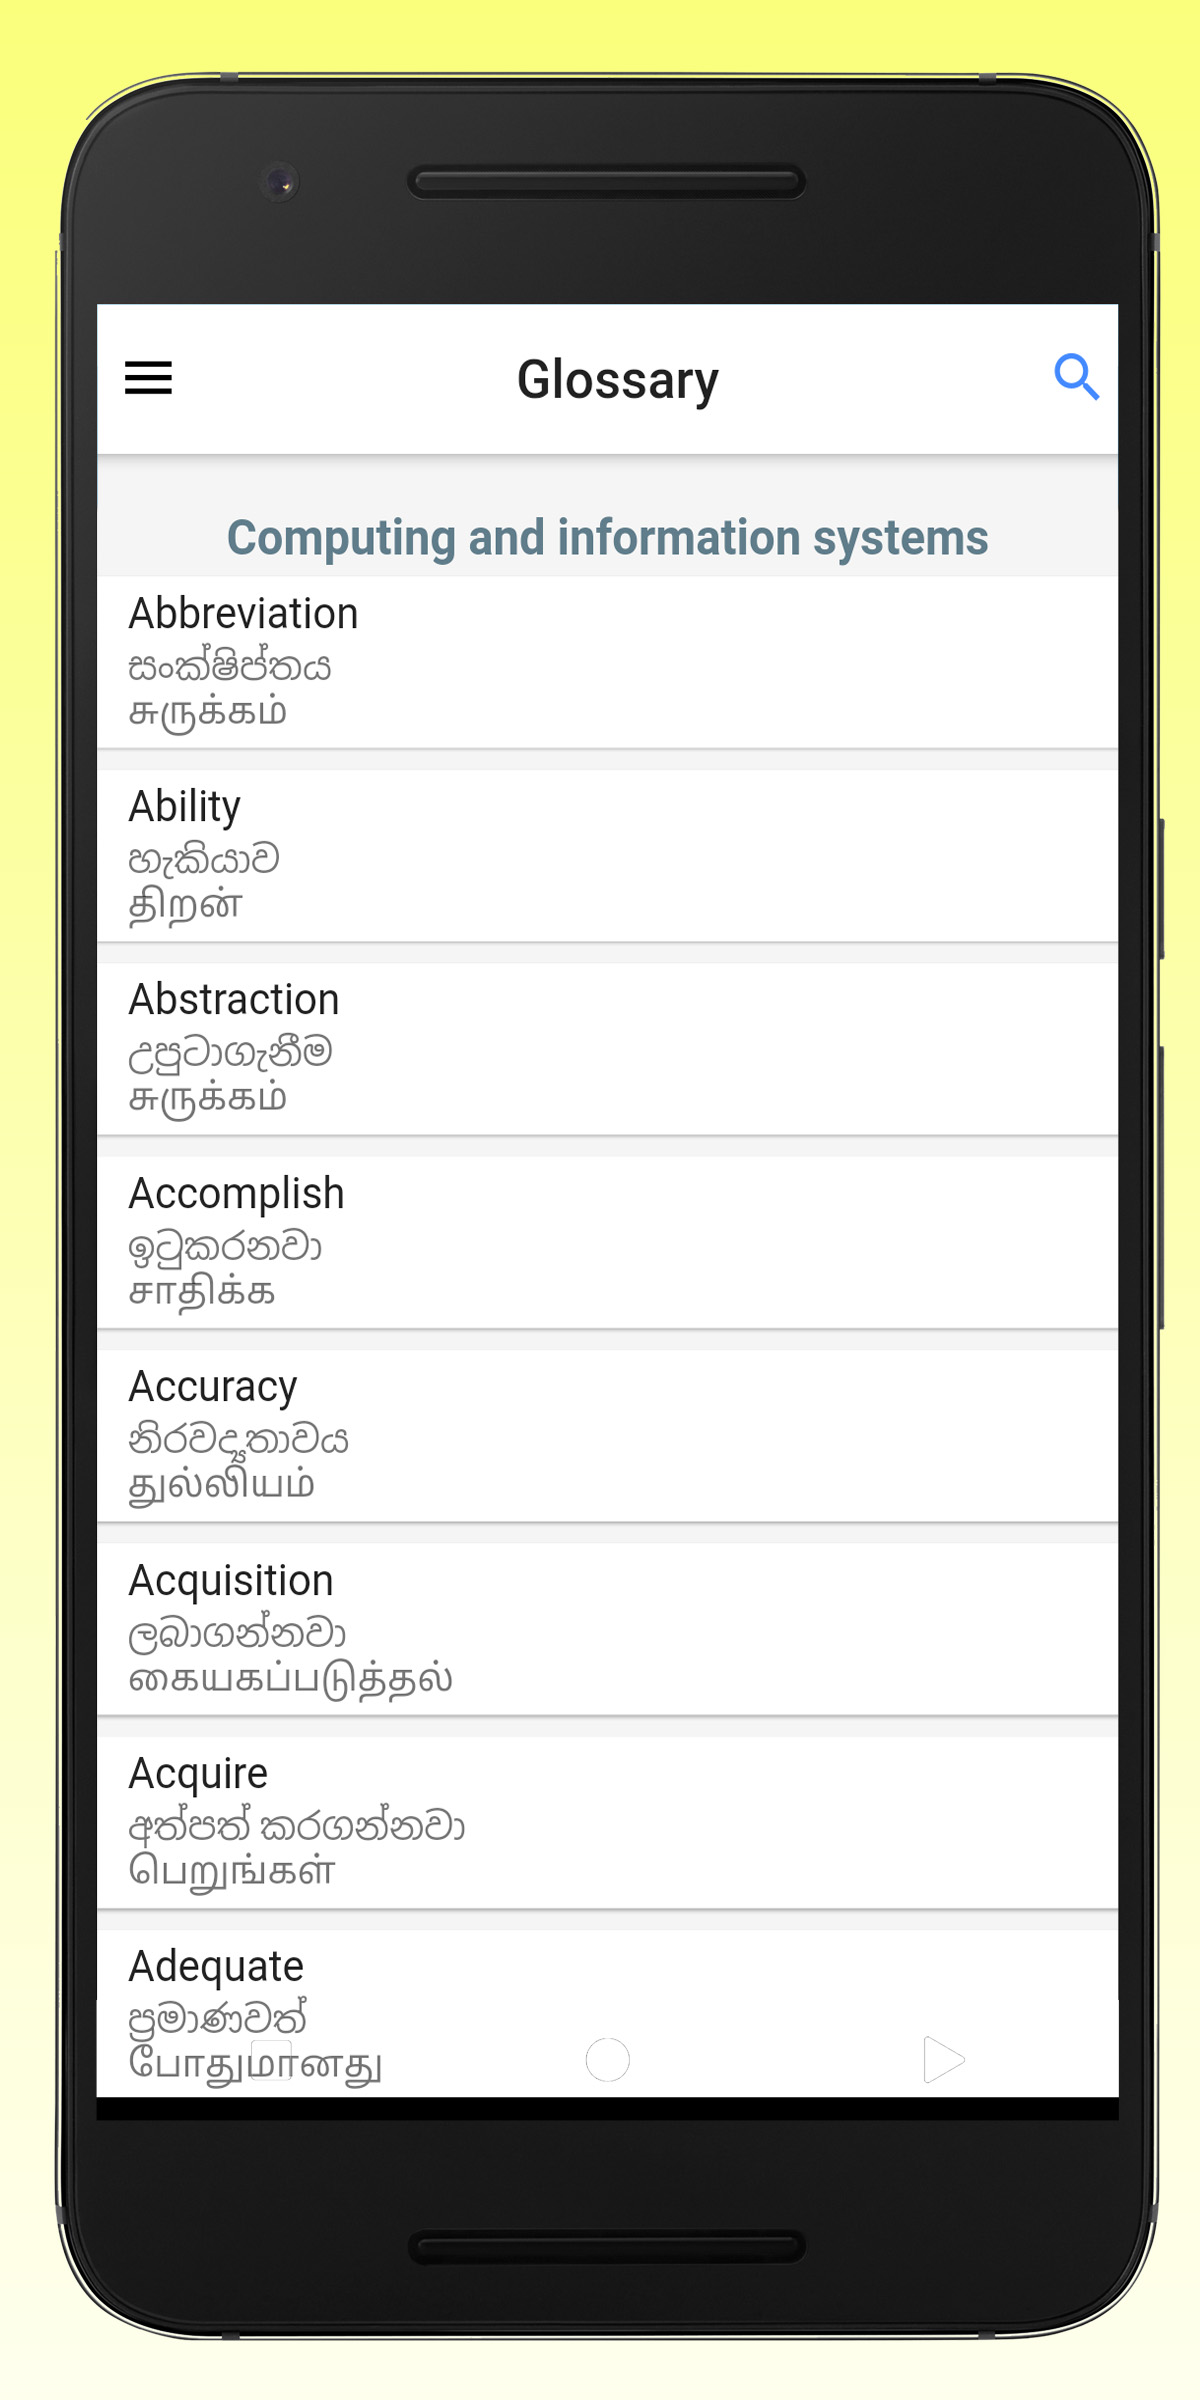 Glossary
Computing and information systems
Abbreviation
සංක්ෂිප්තය
சுருக்கம்
Ability
හැකියාව
திறன்
Abstraction
උපුටාගැනීම
சுருக்கம்
Accomplish
ඉටුකරනවා
சாதிக்க
Accuracy
නිරවද්‍යතාවය
துல்லியம்
Acquisition
ලබාගන්නවා
கையகப்படுத்தல்
Acquire
අත්පත් කරගන්නවා
பெறுங்கள்
Adequate
ප්‍රමාණවත්
போதுமானது